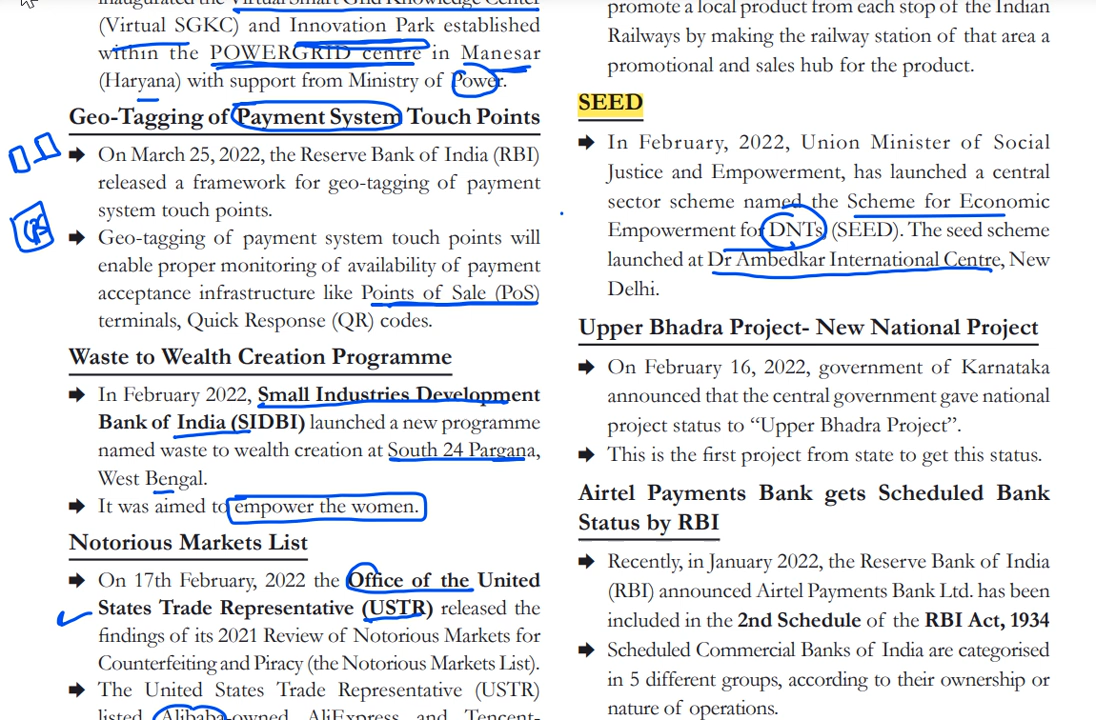 inaugurated the Virtual Smart Grid Knowledge Center
(Virtual SGKC) and Innovation Park established
within the POWERGRID centre in Manesar
(Haryana) with support from Ministry of Power.
Geo-Tagging of Payment System Touch Points
➔ On March 25, 2022, the Reserve Bank of India (RBI)
released a framework for geo-tagging of payment
system touch points.
➔ Geo-tagging of payment system touch points will
enable proper monitoring of availability of payment
acceptance infrastructure like Points of Sale (PoS)
terminals, Quick Response (QR) codes.
Waste to Wealth Creation Programme
➔ In February 2022, Small Industries Development
Bank of India (SIDBI) launched a new programme
named waste to wealth creation at South 24 Pargana,
West Bengal.
➔ It was aimed to empower the women.
Notorious Markets List
➔ On 17th February, 2022 the Office of the United
States Trade Representative (USTR) released the
findings of its 2021 Review of Notorious Markets for
Counterfeiting and Piracy (the Notorious Markets List).
➔ The United States Trade Representative (USTR)
listed Alibaba-owned AliExpress and Tencent-
promote a local product from each stop of the Indian
Railways by making the railway station of that area a
promotional and sales hub for the product.
SEED
➔ In February, 2022, Union Minister of Social
Justice and Empowerment, has launched a central
sector scheme named the Scheme for Economic
Empowerment for DNTs (SEED). The seed scheme
launched at Dr Ambedkar International Centre, New
Delhi.
Upper Bhadra Project- New National Project
➔ On February 16, 2022, government of Karnataka
announced that the central government gave national
project status to “Upper Bhadra Project”.
➔ This is the first project from state to get this status.
Airtel Payments Bank gets Scheduled Bank
Status by RBI
➔ Recently, in January 2022, the Reserve Bank of India
(RBI) announced Airtel Payments Bank Ltd. has been
included in the 2nd Schedule of the RBI Act, 1934
➔ Scheduled Commercial Banks of India are categorised
in 5 different groups, according to their ownership or
nature of operations.